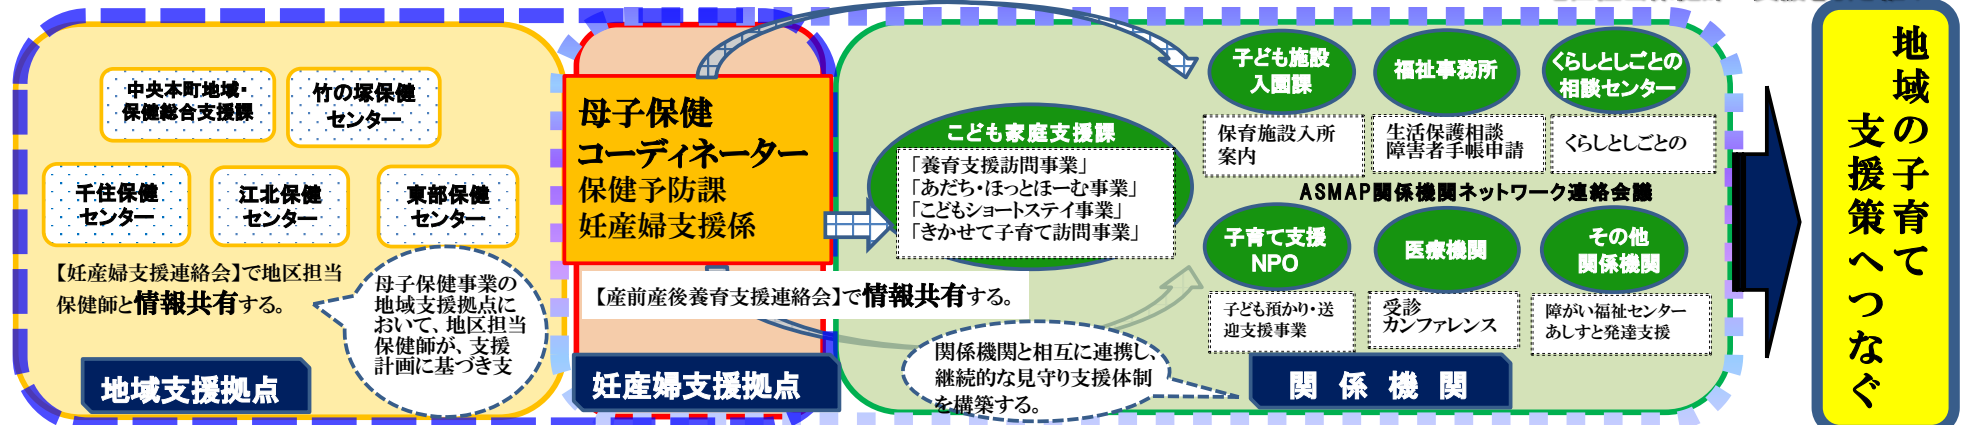 中央本町地域・
保健総合支援課
竹の塚保健
センター
千住保健
センター
江北保健
センター
東部保健
センター
【妊産婦支援連絡会】で地区担当
保健師と情報共有する。
母子保健事業の
地域支援拠点に
おいて、地区担当
保健師が、支援
計画に基づき支
地域支援拠点
母子保健
コーディネーター
保健予防課
妊産婦支援係
【産前産後養育支援連絡会】で情報共有する。
妊産婦支援拠点
こども家庭支援課
「養育支援訪問事業」
「あだち・ほっとほーむ事業」
「こどもショートステイ事業」
「きかせて子育て訪問事業」
子ども施設
入園課
保育施設入所
案内
福祉事務所
生活保護相談
障害者手帳申請
くらしとしごとの
相談センター
くらしとしごとの
ASMAP関係機関ネットワーク連絡会議
子育て支援
NPO
子ども預かり・送
迎支援事業
医療機関
受診
カンファレンス
その他
関係機関
障がい福祉センター
あしすと発達支援
関係機関と相互に連携し、
継続的な見守り支援体制
を構築する。
関係機関
地域の子育て
支援策へつなぐ